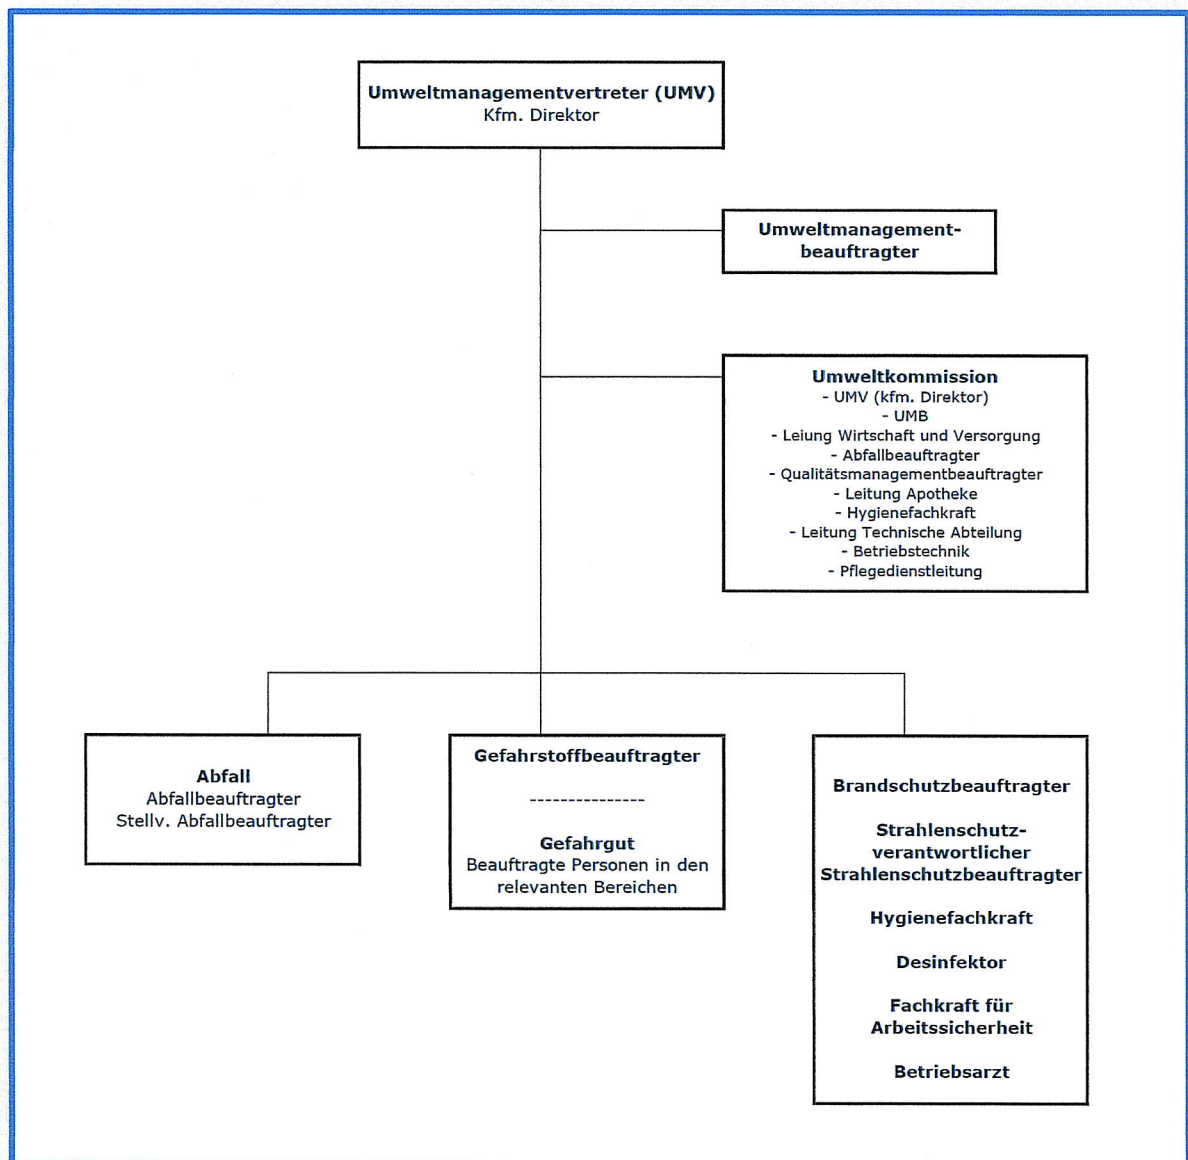 Umweltmanagementvertreter (UMV)
Kfm. Direktor
Umweltmanagement-
beauftragter
Umweltkommission
- UMV (kfm. Direktor)
- UMB
- Leiung Wirtschaft und Versorgung
- Abfallbeauftragter
- Qualitätsmanagementbeauftragter
- Leitung Apotheke
- Hygienefachkraft
- Leitung Technische Abteilung
- Betriebstechnik
- Pflegedienstleitung
Abfall
Abfallbeauftragter
Stellv. Abfallbeauftragter
Gefahrstoffbeauftragter
---------------
Gefahrgut
Beauftragte Personen in den
relevanten Bereichen
Brandschutzbeauftragter
Strahlenschutz-
verantwortlicher
Strahlenschutzbeauftragter
Hygienefachkraft
Desinfektor
Fachkraft für
Arbeitssicherheit
Betriebsarzt